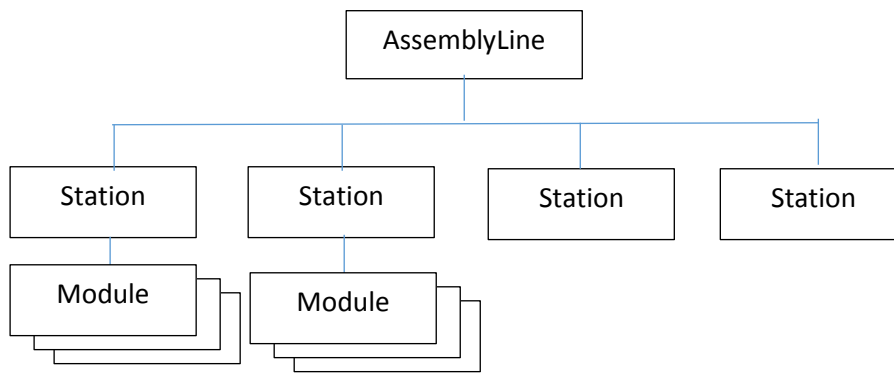 AssemblyLine
Station
Station
Station
Station
Module
Module